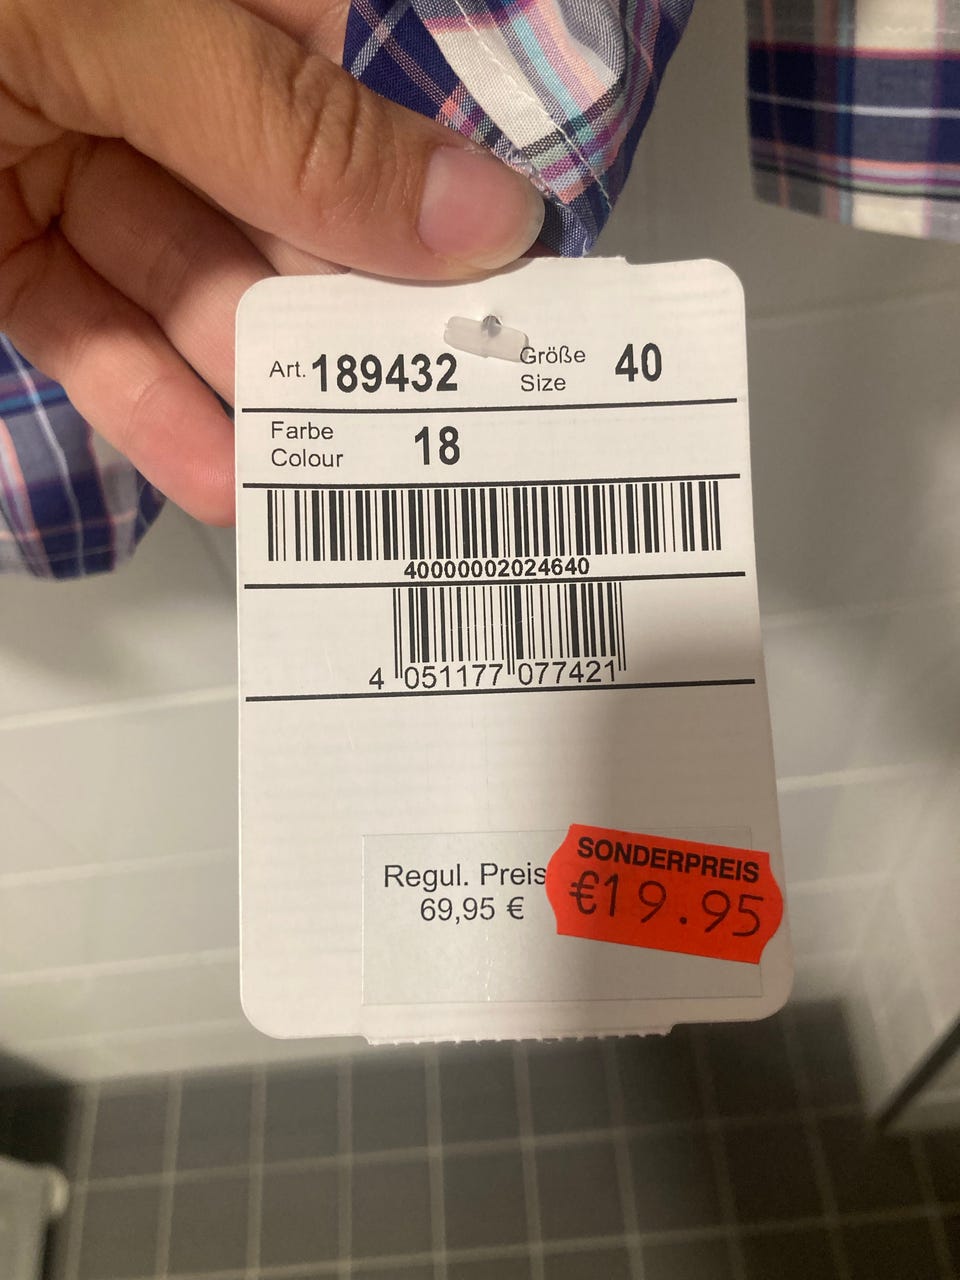 Art. 189432 Größe Size 40
Farbe Colour 18
40000002024640
4 051177 077421
Regul. Preis
69,95 €
SONDERPREIS
€19.95